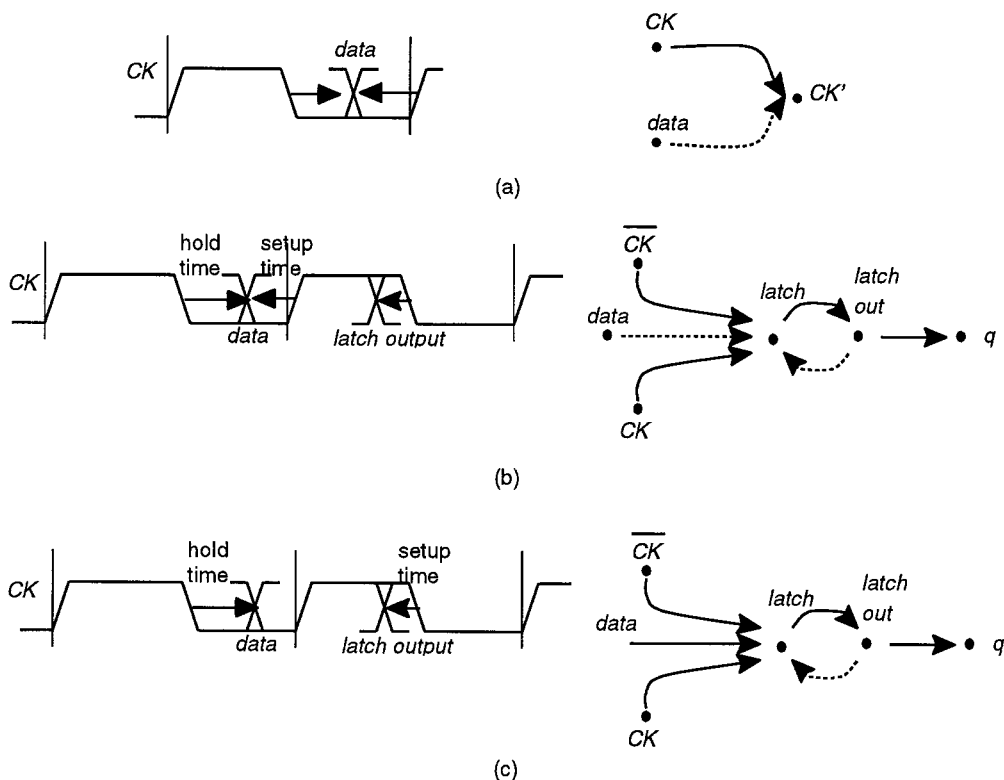 CK
data
CK
data
CK'
(a)
hold
time
setup
time
CK
data
latch output
CK
data
CK
latch
latch
out
q
(b)
hold
time
setup
time
CK
data
latch output
CK
data
CK
latch
latch
out
q
(c)